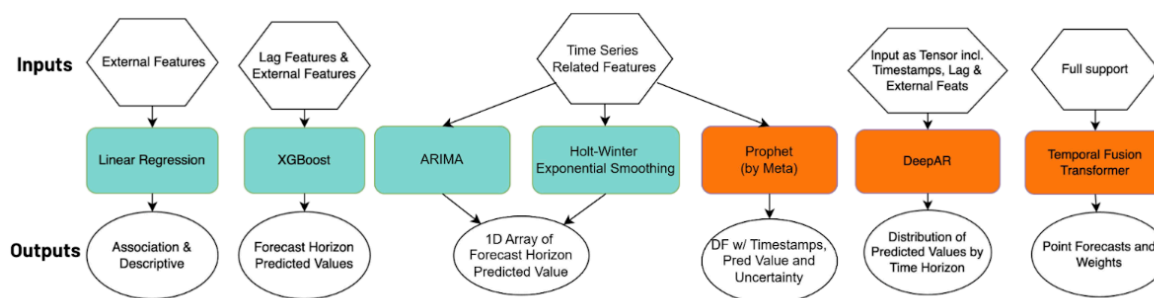 Inputs
External Features
Lag Features &
External Features
Time Series
Related Features
Input as Tensor incl.
Timestamps, Lag &
External Feats
Full support
Linear Regression
XGBoost
ARIMA
Holt-Winter
Exponential Smoothing
Prophet
(by Meta)
DeepAR
Temporal Fusion
Transformer
Outputs
Association &
Descriptive
Forecast Horizon
Predicted Values
1D Array of
Forecast Horizon
Predicted Value
DF w/ Timestamps,
Pred Value and
Uncertainty
Distribution of
Predicted Values by
Time Horizon
Point Forecasts and
Weights